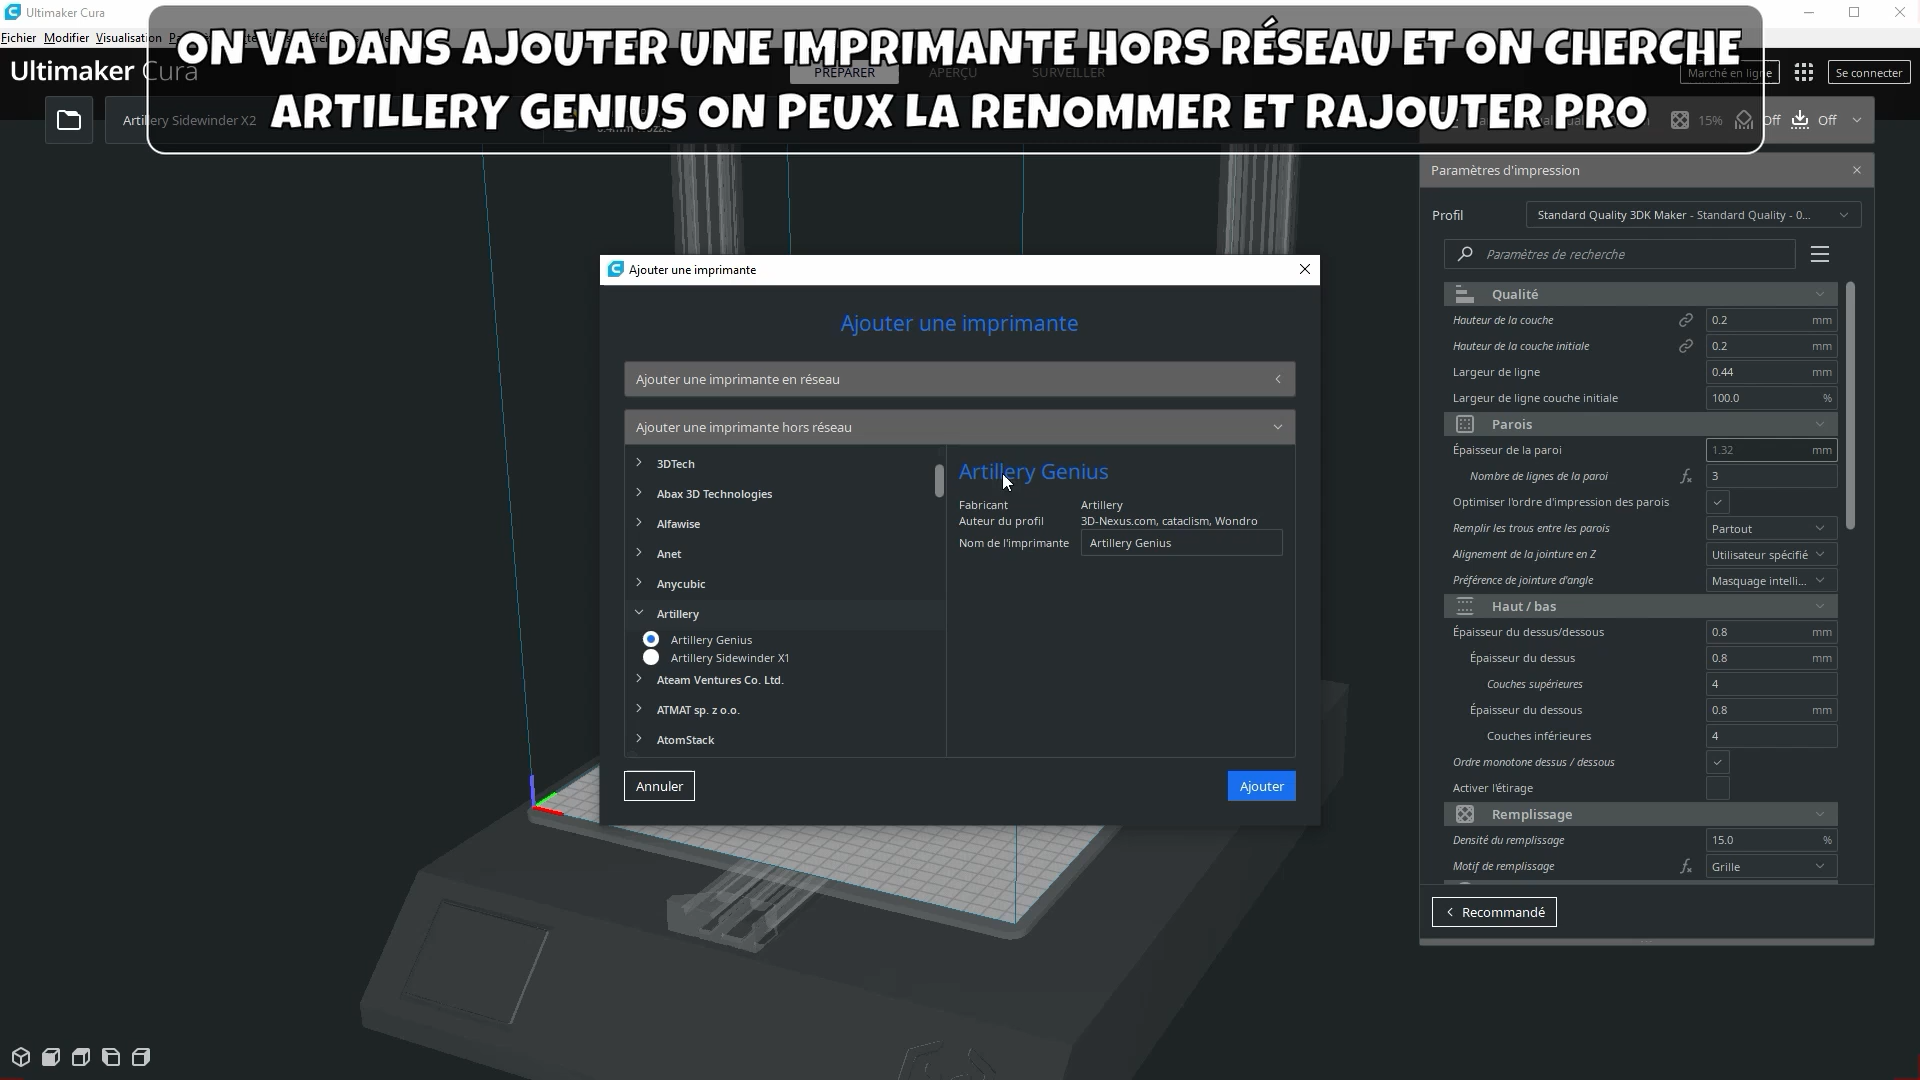 Ultimaker Cura
Fichier Modifier Visualisation
ON VA DANS AJOUTER UNE IMPRIMANTE HORS RÉSEAU ET ON CHERCHE
ARTILLERY GENIUS ON PEUX LA RENOMMER ET RAJOUTER PRO
Ultimaker Cura
PRÉPARER APERÇU SURVEILLER
Marché en ligne Se connecter
Artillery Sidewinder X2
15% Off Off
Paramètres d'impression
Profil Standard Quality 3DK Maker - Standard Quality - 0...
Paramètres de recherche
Qualité
Hauteur de la couche 0.2 mm
Hauteur de la couche initiale 0.2 mm
Largeur de ligne 0.44 mm
Largeur de ligne couche initiale 100.0 %
Parois
Épaisseur de la paroi 1.32 mm
Nombre de lignes de la paroi 3
Optimiser l'ordre d'impression des parois
Remplir les trous entre les parois Partout
Alignement de la jointure en Z Utilisateur spécifié
Préférence de jointure d'angle Masquage intelli...
Haut / bas
Épaisseur du dessus/dessous 0.8 mm
Épaisseur du dessus 0.8 mm
Couches supérieures 4
Épaisseur du dessous 0.8 mm
Couches inférieures 4
Ordre monotone dessus / dessous
Activer l'étirage
Remplissage
Densité du remplissage 15.0 %
Motif de remplissage Grille
Recommandé
Ajouter une imprimante
Ajouter une imprimante
Ajouter une imprimante en réseau
Ajouter une imprimante hors réseau
3DTech
Abax 3D Technologies
Alfawise
Anet
Anycubic
Artillery
Artillery Genius
Artillery Sidewinder X1
Ateam Ventures Co. Ltd.
ATMAT sp. z o.o.
AtomStack
Artillery Genius
Fabricant Artillery
Auteur du profil 3D-Nexus.com, cataclism, Wondro
Nom de l'imprimante Artillery Genius
Annuler Ajouter